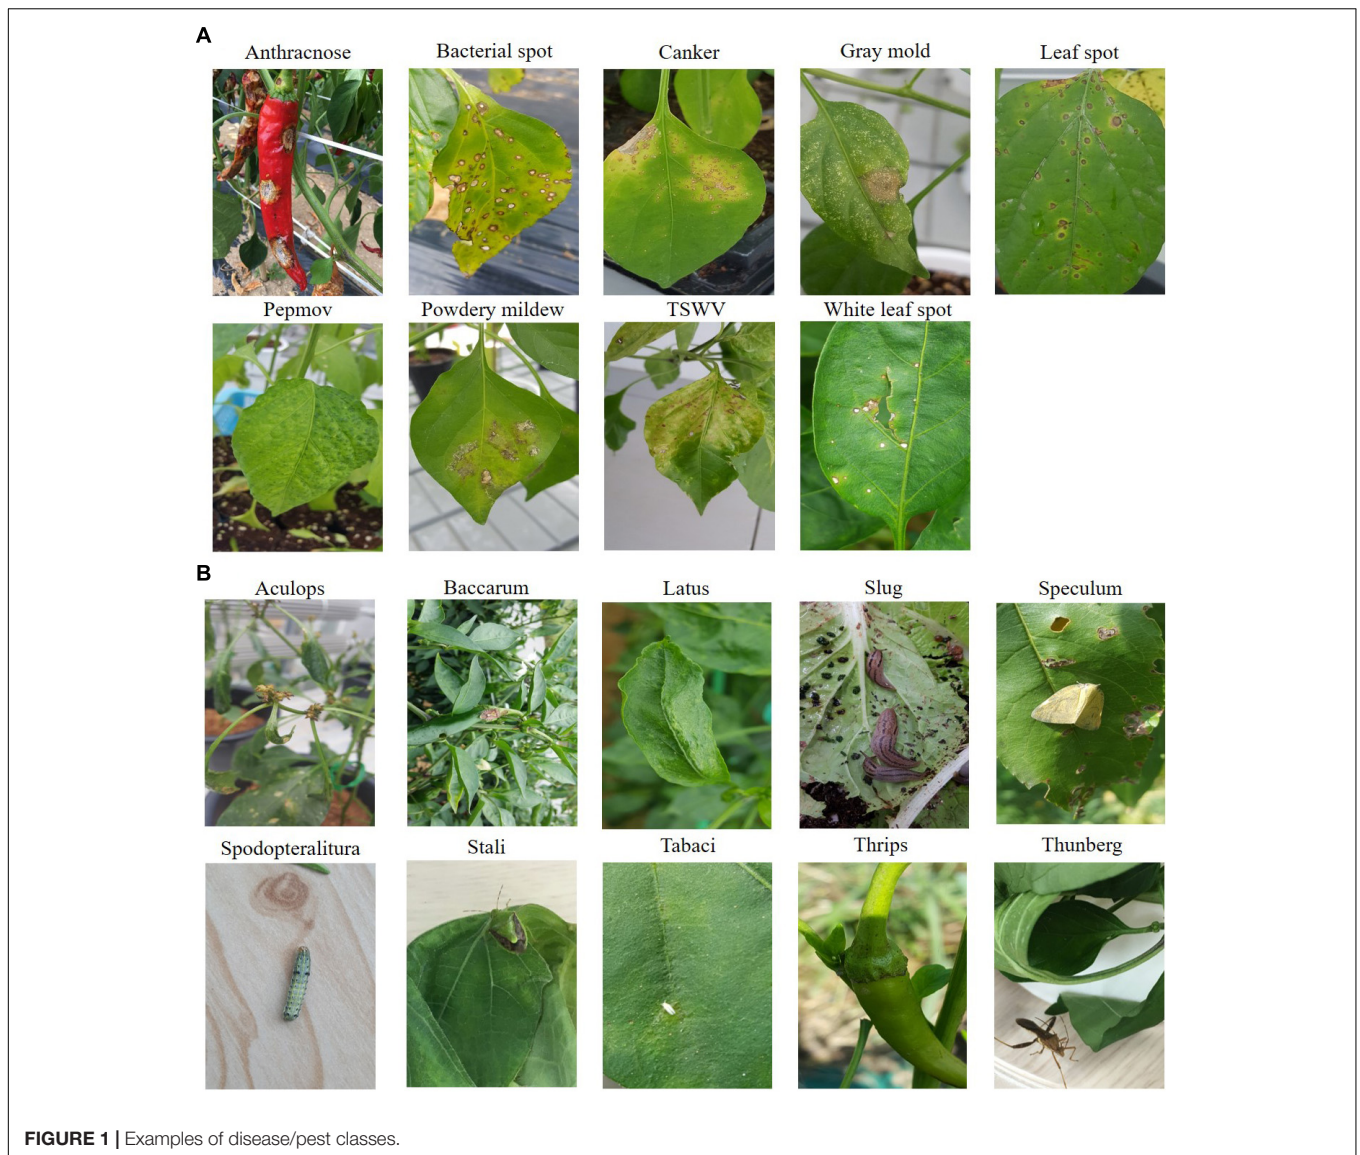 A
Anthracnose Bacterial spot Canker Gray mold Leaf spot
Pepmov Powdery mildew TSWV White leaf spot
B
Aculops Baccarum Latus Slug Speculum
Spodopteralitura Stali Tabaci Thrips Thunberg
FIGURE 1 | Examples of disease/pest classes.